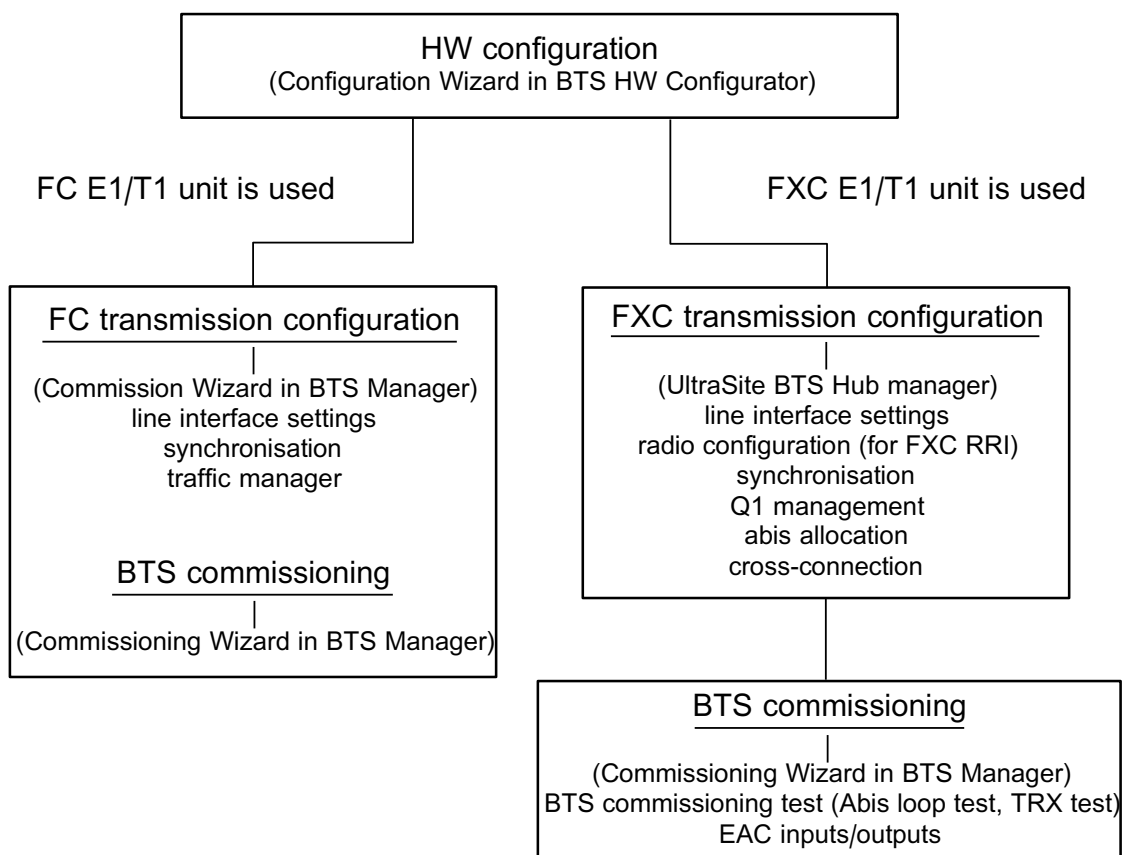 HW configuration
(Configuration Wizard in BTS HW Configurator)
FC E1/T1 unit is used
FXC E1/T1 unit is used
FC transmission configuration
(Commission Wizard in BTS Manager)
line interface settings
synchronisation
traffic manager
BTS commissioning
(Commissioning Wizard in BTS Manager)
FXC transmission configuration
(UltraSite BTS Hub manager)
line interface settings
radio configuration (for FXC RRI)
synchronisation
Q1 management
abis allocation
cross-connection
BTS commissioning
(Commissioning Wizard in BTS Manager)
BTS commissioning test (Abis loop test, TRX test)
EAC inputs/outputs